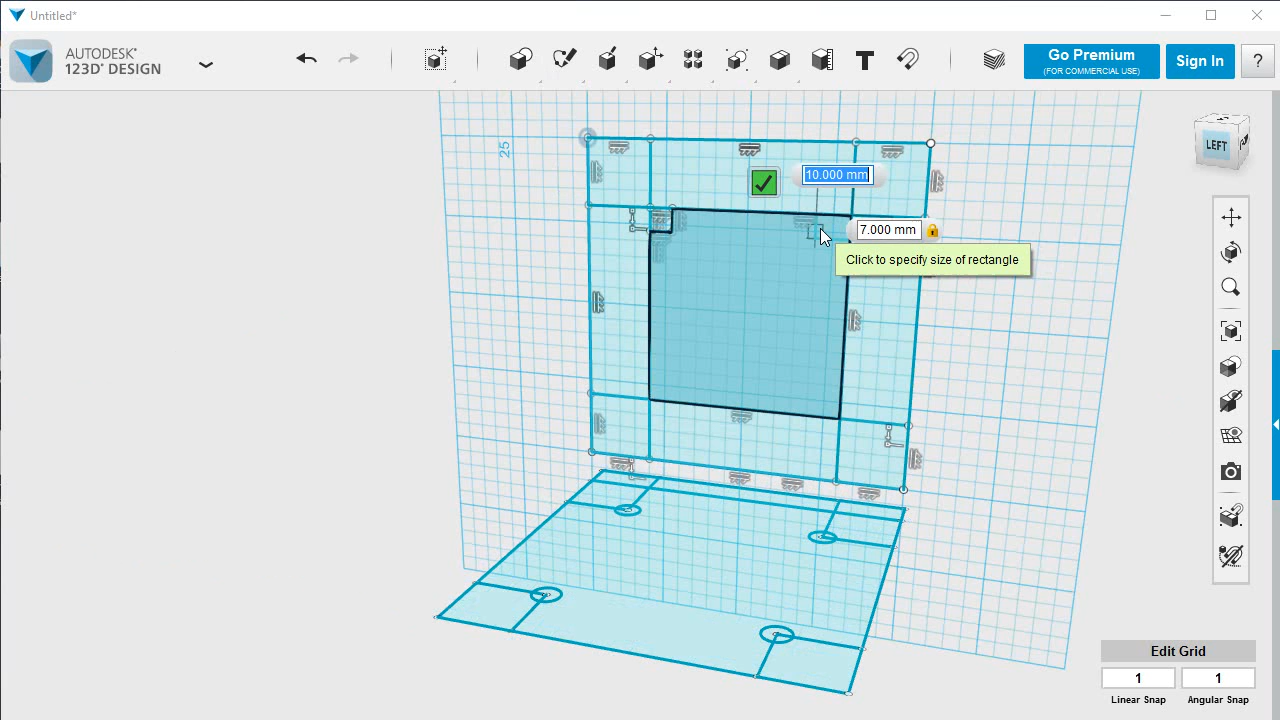 Untitled*
AUTODESK®
123D® DESIGN
Go Premium
(FOR COMMERCIAL USE)
Sign In
?
25
10.000 mm
7.000 mm
Click to specify size of rectangle
LEFT
Edit Grid
1
1
Linear Snap
Angular Snap